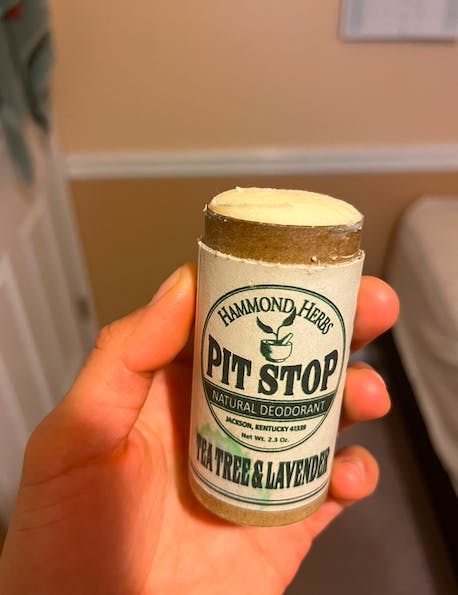 HAMMOND HERBS
PIT STOP
NATURAL DEODORANT
JACKSON, KENTUCKY 41339
Net Wt. 2.3 Oz.
TEA TREE & LAVENDER